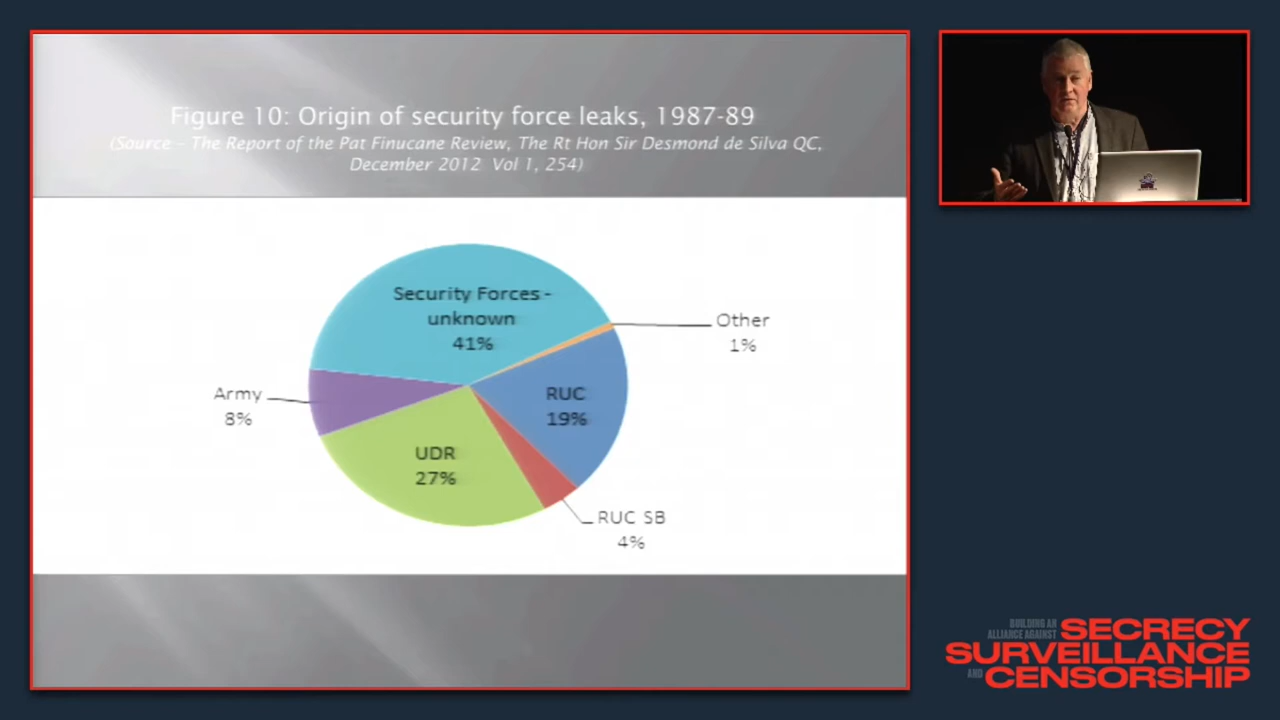 Figure 10: Origin of security force leaks, 1987-89
(Source – The Report of the Pat Finucane Review, The Rt Hon Sir Desmond de Silva QC,
December 2012 Vol 1, 254)
Security Forces -
unknown
41%
Other
1%
RUC
19%
Army
8%
UDR
27%
RUC SB
4%
BUILDING AN
ALLIANCE AGAINST
SECRECY
SURVEILLANCE
AND CENSORSHIP